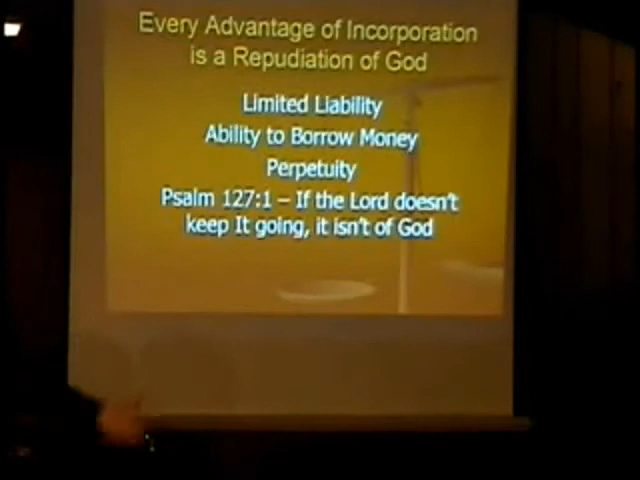 Every Advantage of Incorporation
is a Repudiation of God
Limited Liability
Ability to Borrow Money
Perpetuity
Psalm 127:1 – If the Lord doesn't
keep It going, it isn't of God